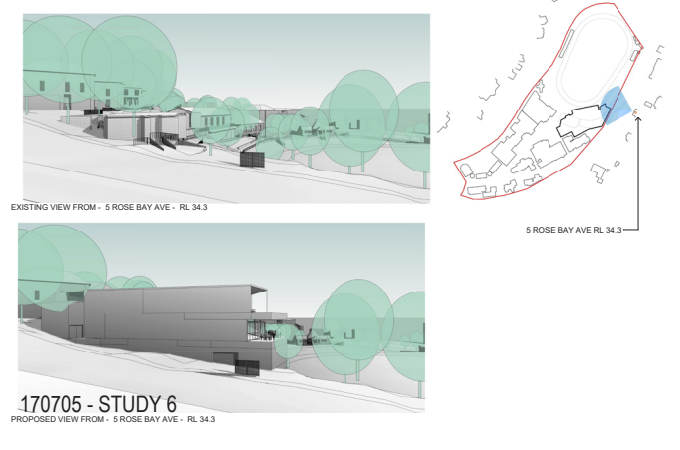 EXISTING VIEW FROM - 5 ROSE BAY AVE - RL 34.3
5 ROSE BAY AVE RL 34.3
170705 - STUDY 6
PROPOSED VIEW FROM - 5 ROSE BAY AVE - RL 34.3